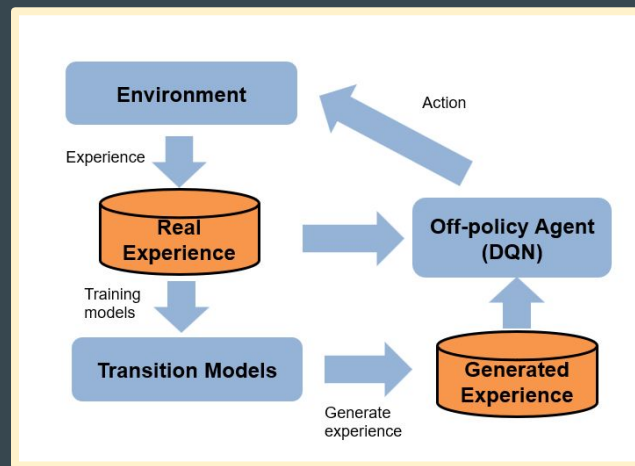 Environment
Action
Experience
Real
Experience
Off-policy Agent
(DQN)
Training
models
Transition Models
Generate
experience
Generated
Experience